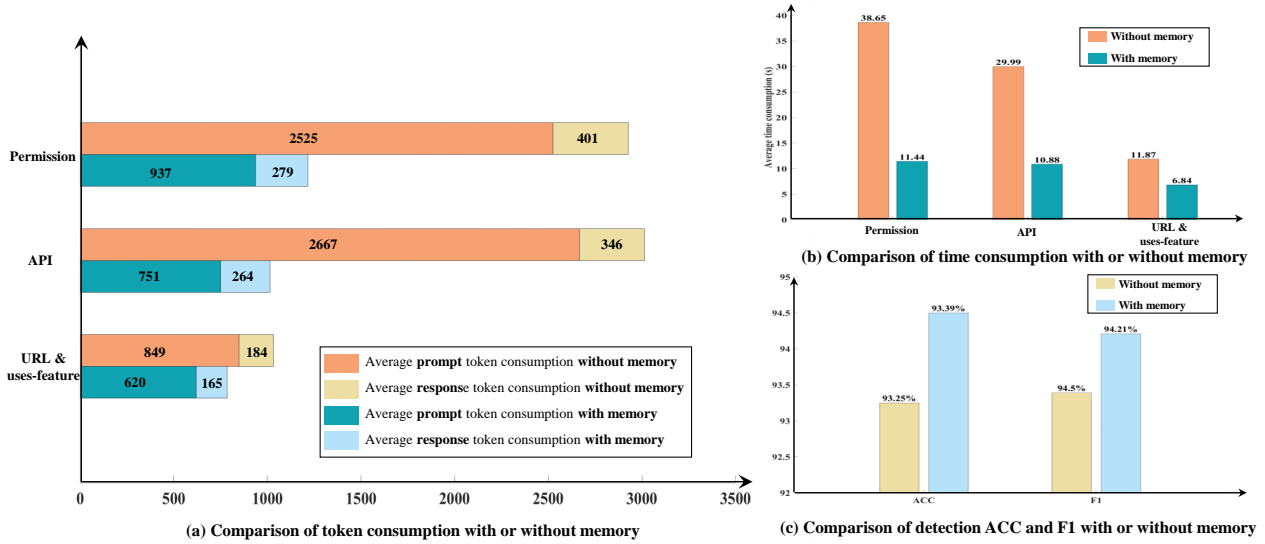 Permission
2525
401
937
279
API
2667
346
751
264
URL &
uses-feature
849
184
620
165
Average prompt token consumption without memory
Average response token consumption without memory
Average prompt token consumption with memory
Average response token consumption with memory
0 500 1000 1500 2000 2500 3000 3500
(a) Comparison of token consumption with or without memory
Average time consumption (s)
40
35
30
25
20
15
10
5
0
38.65
11.44
29.99
10.88
11.87
6.84
Without memory
With memory
Permission
API
URL &
uses-feature
(b) Comparison of time consumption with or without memory
95
94.5
94
93.5
93
92.5
92
93.25%
93.39%
94.5%
94.21%
Without memory
With memory
ACC
F1
(c) Comparison of detection ACC and F1 with or without memory